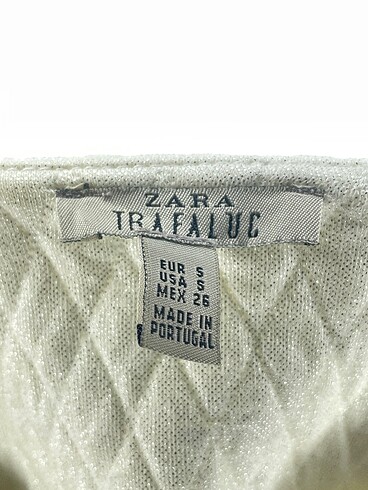 ZARA
TRAFALUC
EUR S
USA S
MEX 26
MADE IN
PORTUGAL